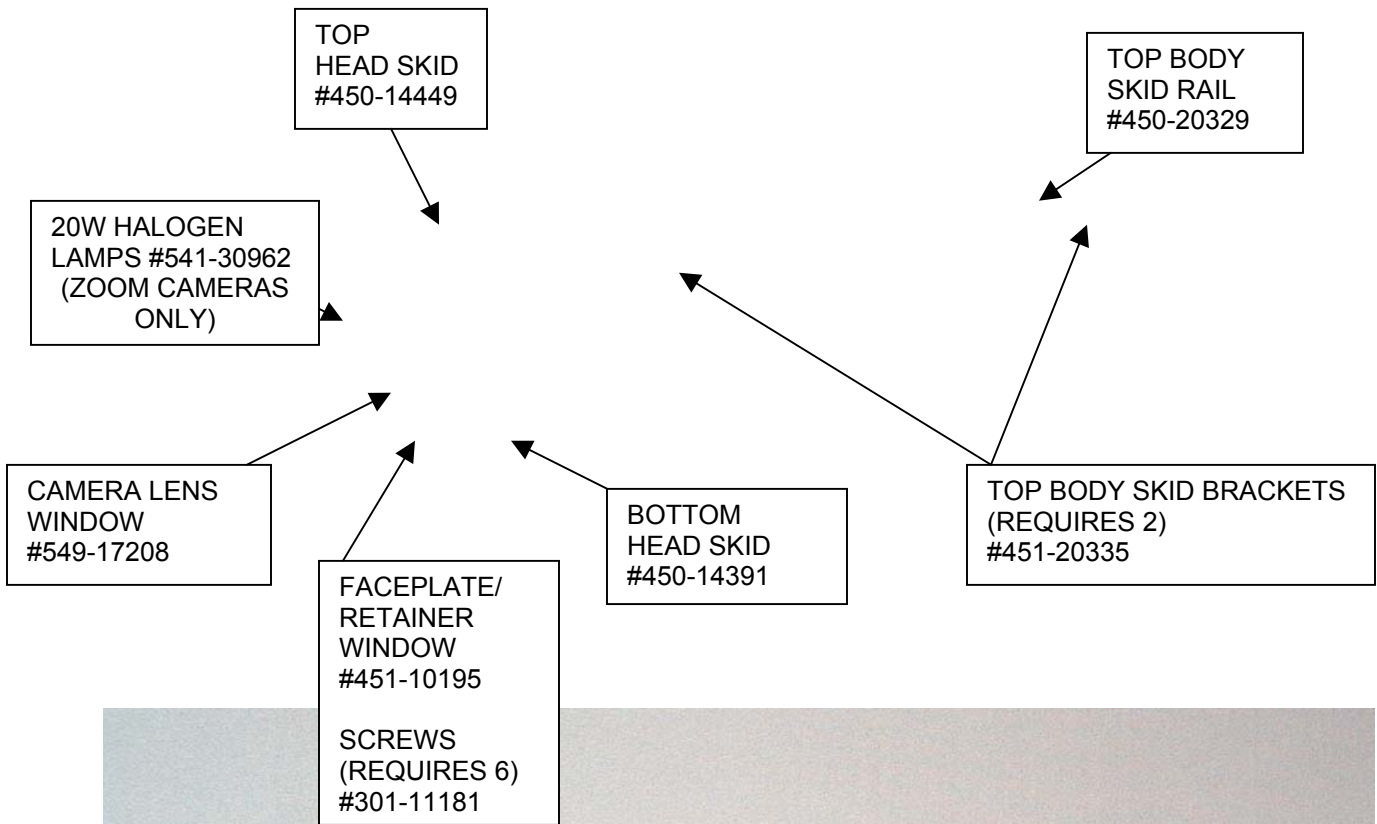 TOP
HEAD SKID
#450-14449
TOP BODY
SKID RAIL
#450-20329
20W HALOGEN
LAMPS #541-30962
(ZOOM CAMERAS
ONLY)
CAMERA LENS
WINDOW
#549-17208
FACEPLATE/
RETAINER
WINDOW
#451-10195
SCREWS
(REQUIRES 6)
#301-11181
BOTTOM
HEAD SKID
#450-14391
TOP BODY SKID BRACKETS
(REQUIRES 2)
#451-20335